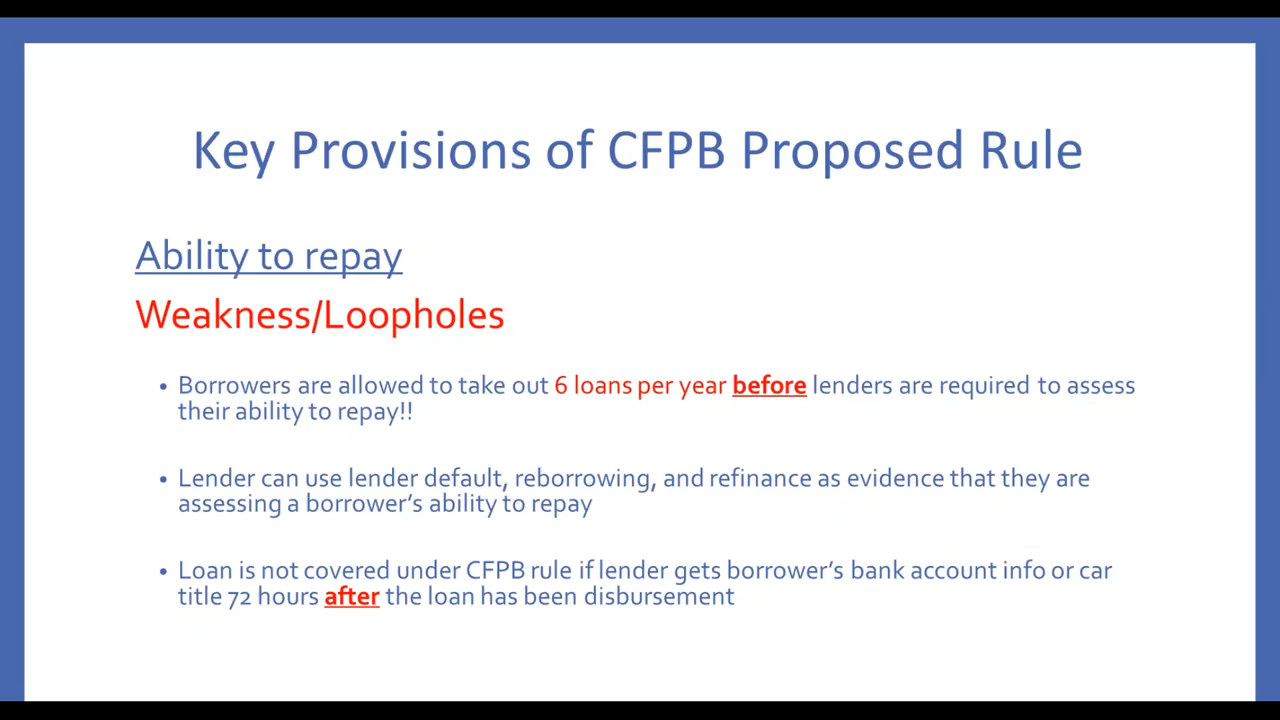 Key Provisions of CFPB Proposed Rule
Ability to repay
Weakness/Loopholes
• Borrowers are allowed to take out 6 loans per year before lenders are required to assess
their ability to repay!!
• Lender can use lender default, reborrowing, and refinance as evidence that they are
assessing a borrower’s ability to repay
• Loan is not covered under CFPB rule if lender gets borrower’s bank account info or car
title 72 hours after the loan has been disbursement